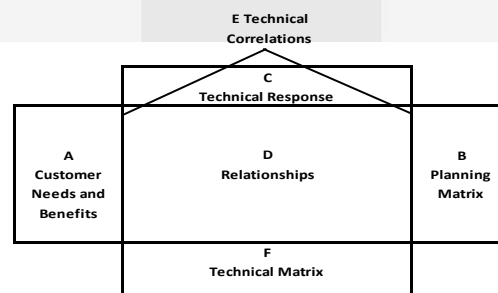 E Technical
Correlations
C
Technical Response
A
Customer
Needs and
Benefits
D
Relationships
B
Planning
Matrix
F
Technical Matrix